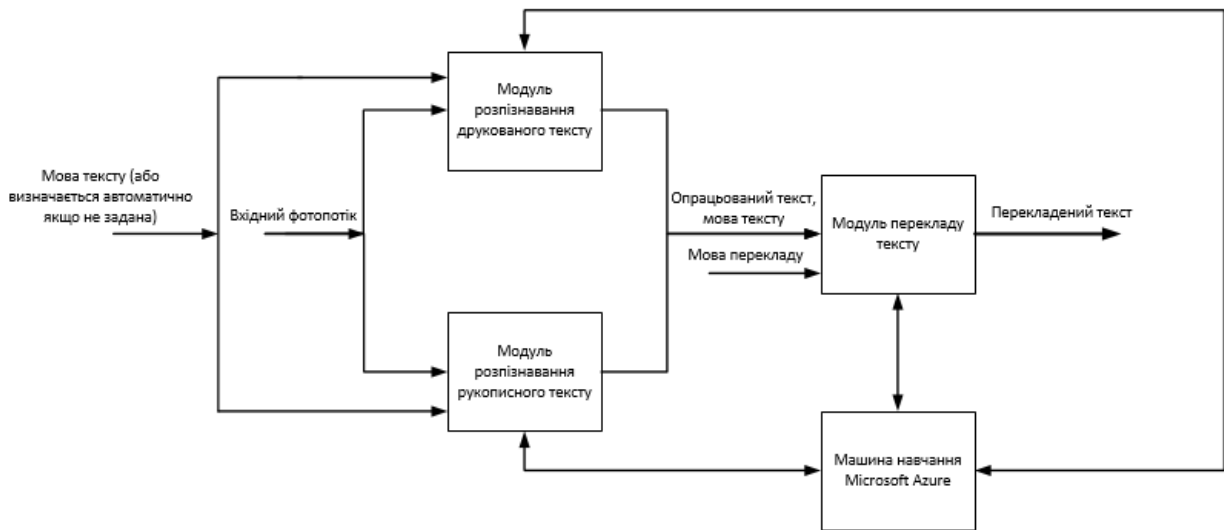 Модуль
розпізнавання
друкованого тексту
Мова тексту (або
визначається автоматично
якщо не задана)
Вхідний фотопотік
Опрацьований текст,
мова тексту
Мова перекладу
Модуль перекладу
тексту
Перекладений текст
Модуль
розпізнавання
рукописного тексту
Машина навчання
Microsoft Azure